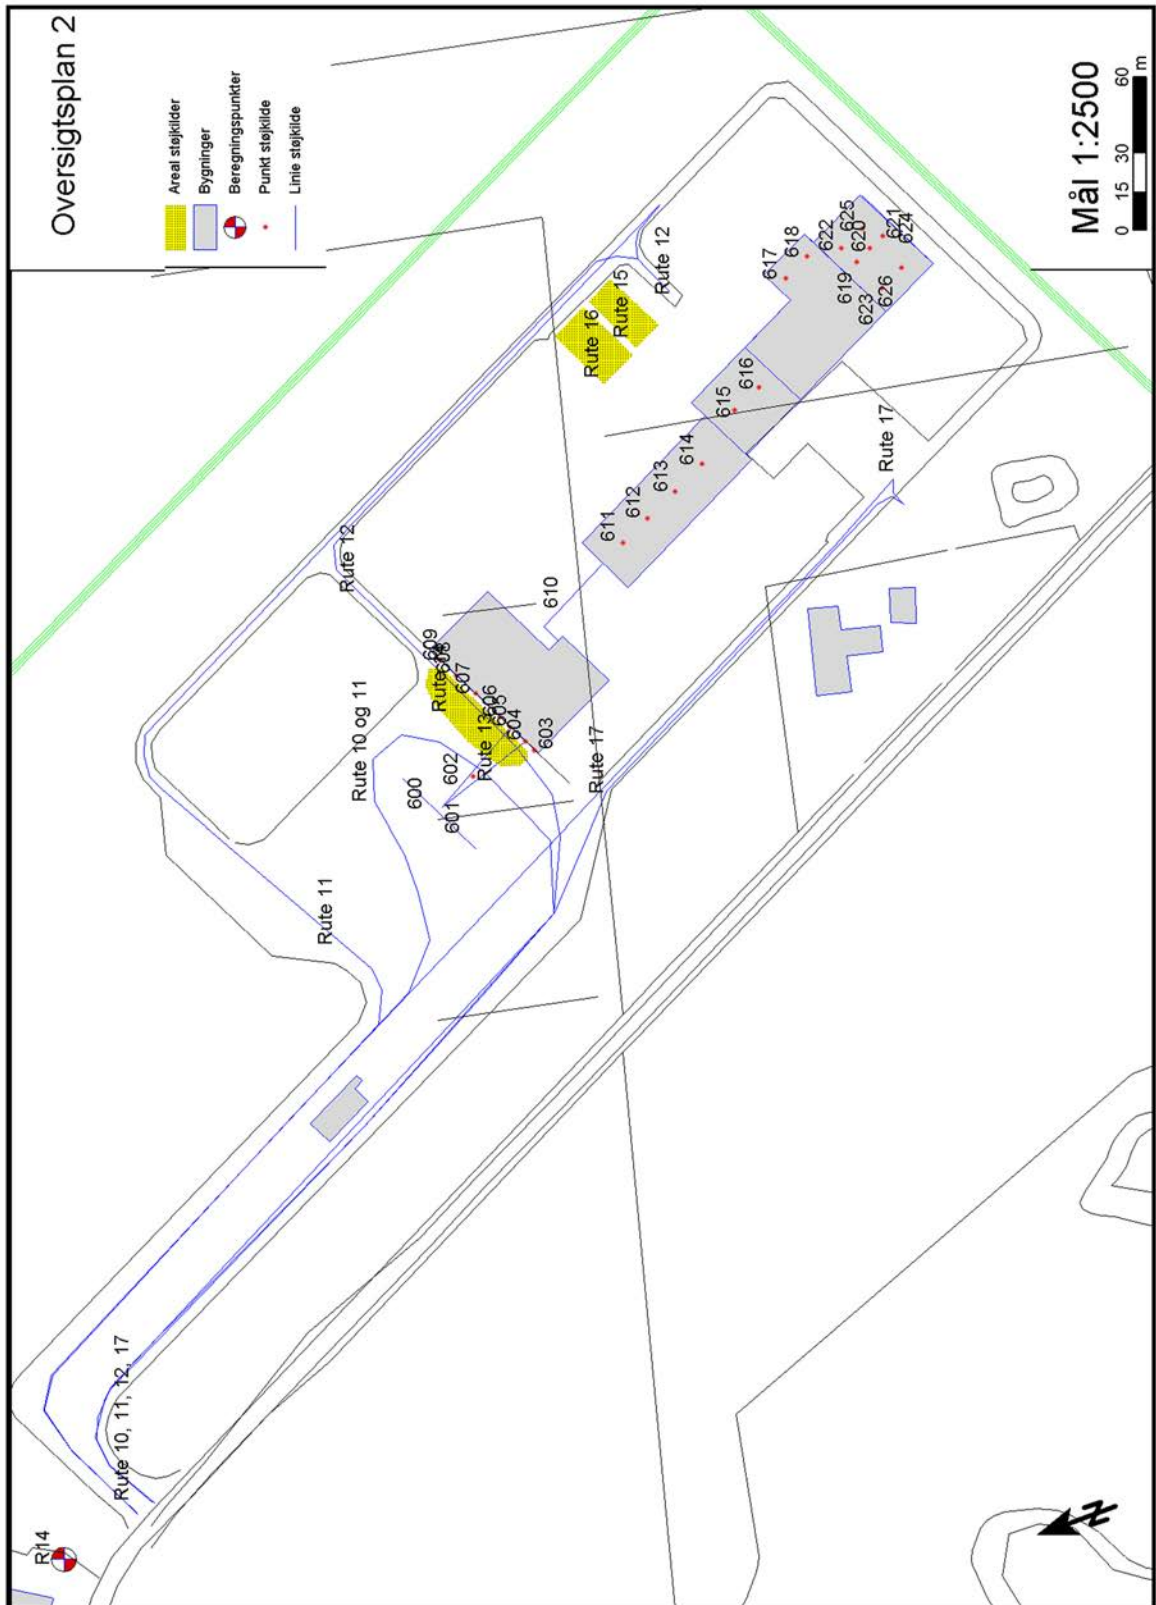 Oversigtsplan 2
Areal støjkilder
Bygninger
Beregningspunkter
Punkt støjkilde
Linie støjkilde
Mål 1:2500
0 15 30 60 m
R14
Rute 10, 11, 12, 17
Rute 11
Rute 10 og 11
Rute 12
600
601
602
Rute 13
603
604
605
606
607
608
609
610
Rute 17
611
612
613
614
615
616
Rute 16
Rute 15
Rute 12
617
618
619
620
621
622
623
624
625
626
Rute 17
N